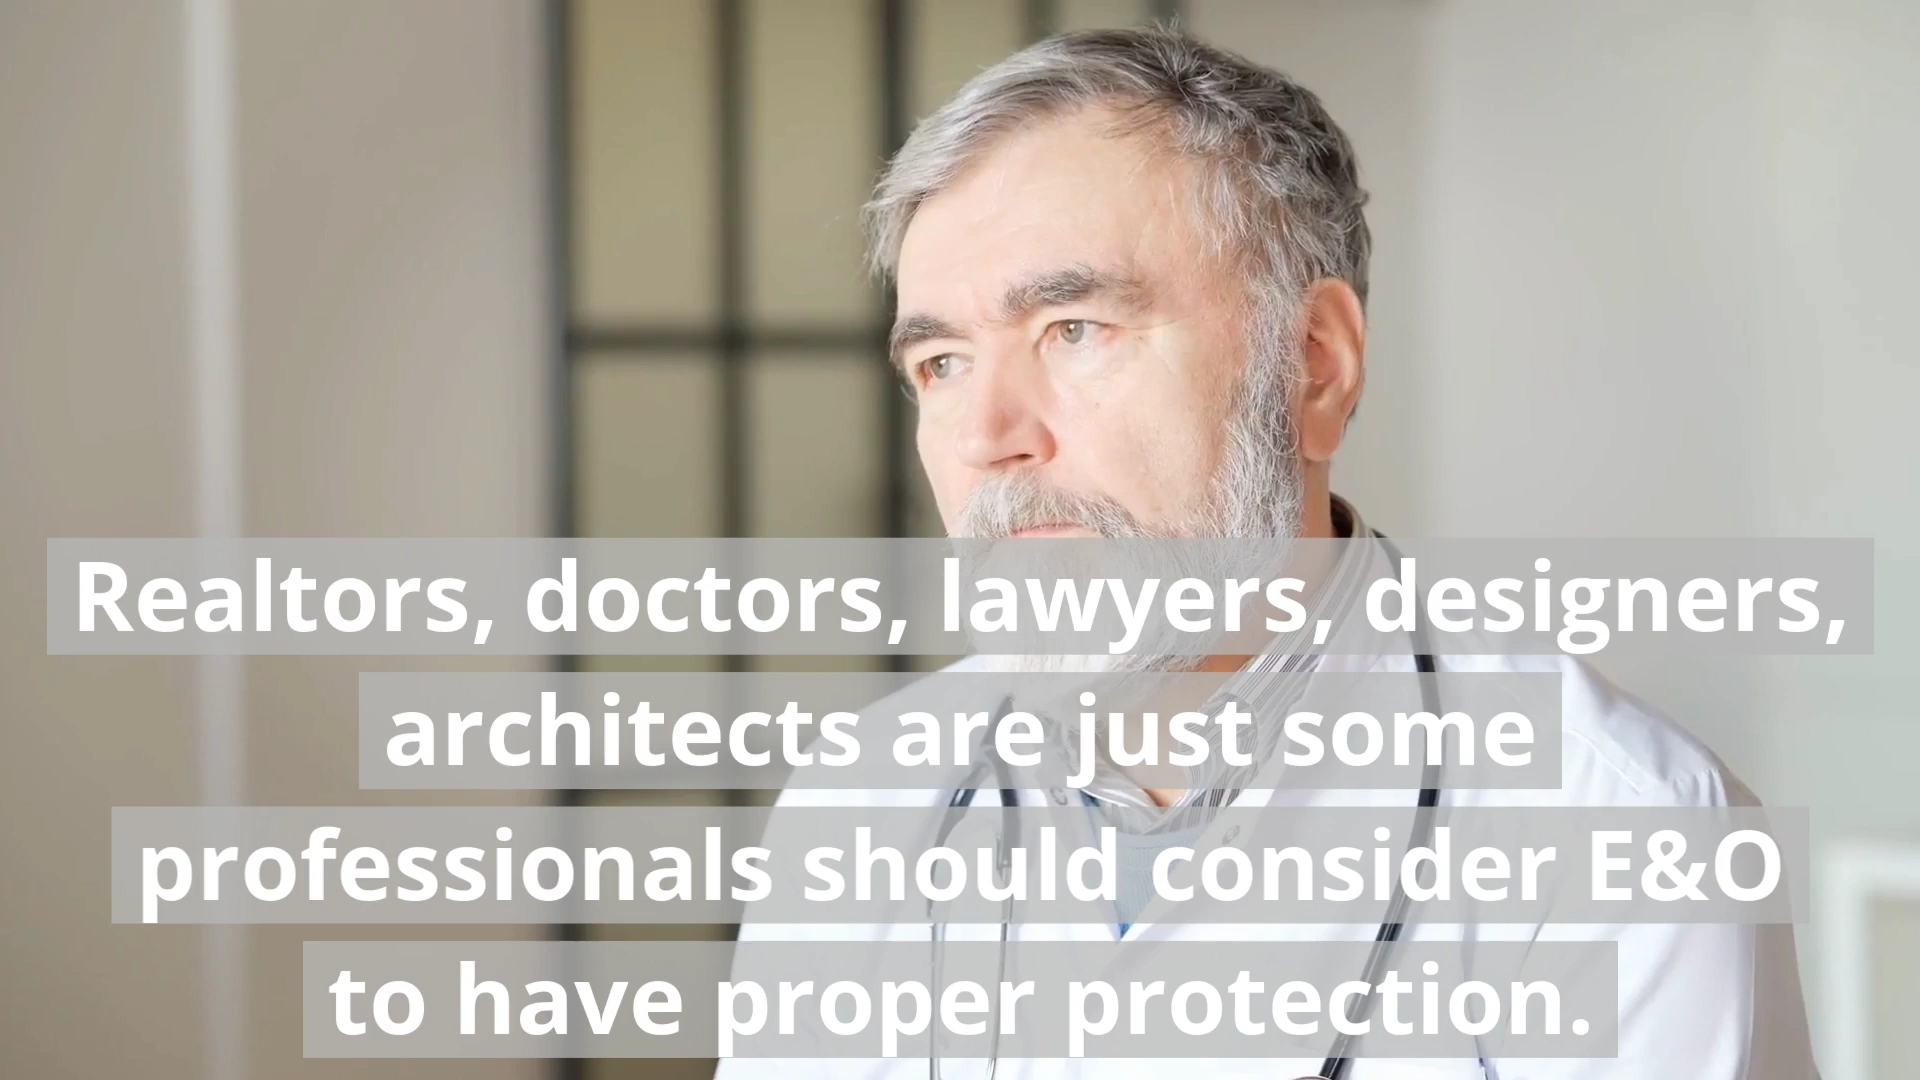 Realtors, doctors, lawyers, designers,
architects are just some
professionals should consider E&O
to have proper protection.